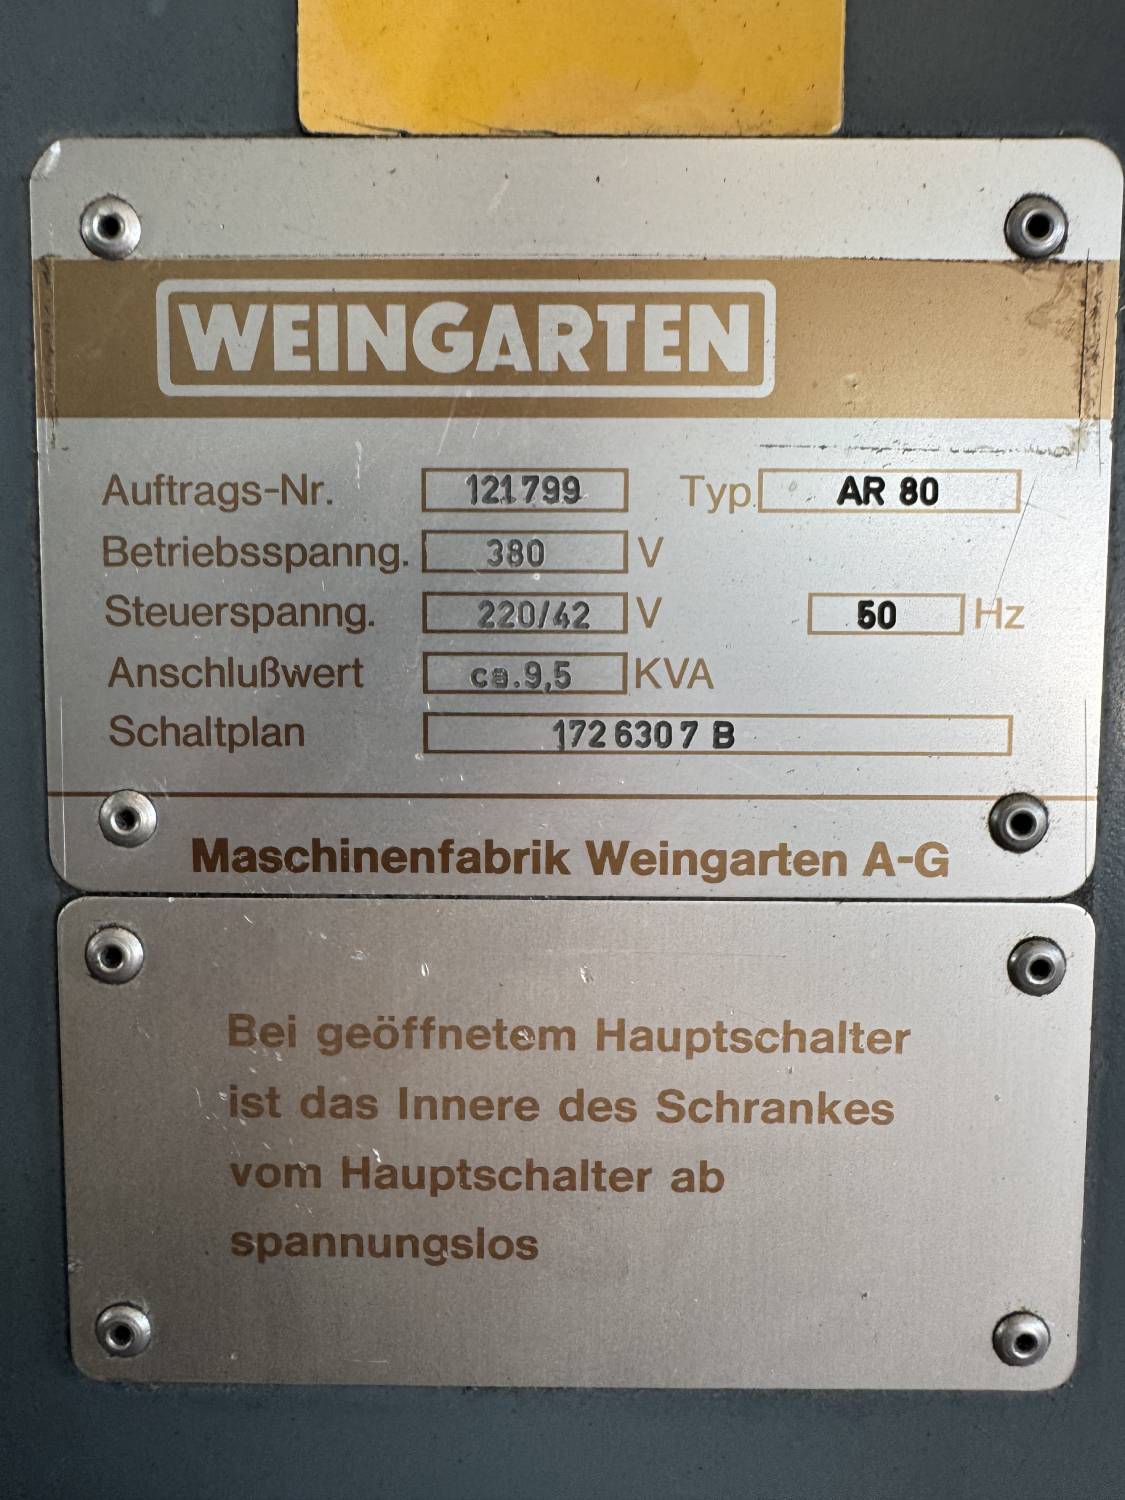 WEINGARTEN
Auftrags-Nr. 121799 Typ. AR 80
Betriebsspanng. 380 V
Steuerspanng. 220/42 V 50 Hz
Anschlußwert ca.9,5 KVA
Schaltplan 172 630 7 B
Maschinenfabrik Weingarten A-G
Bei geöffnetem Hauptschalter
ist das Innere des Schrankes
vom Hauptschalter ab
spannungslos